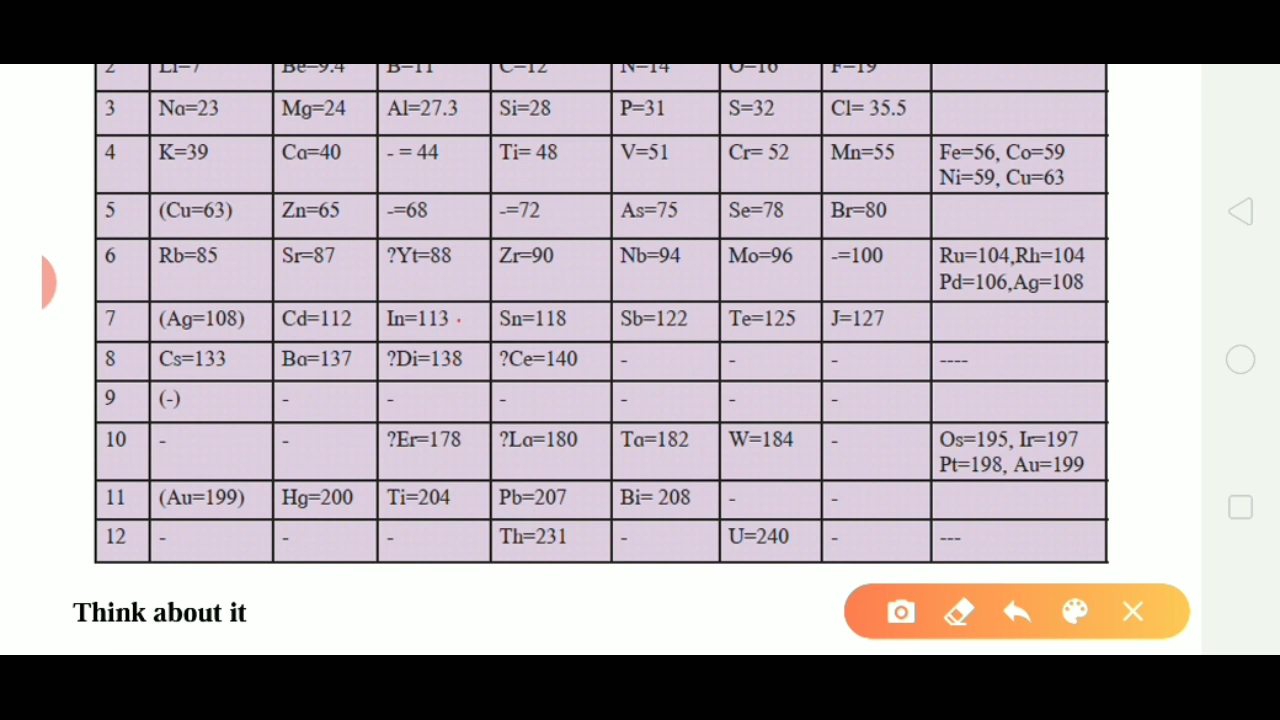 2 Li=7 Be=9.4 B=11 C=12 N=14 O=16 F=19
3 Na=23 Mg=24 Al=27.3 Si=28 P=31 S=32 Cl= 35.5
4 K=39 Ca=40 - = 44 Ti= 48 V=51 Cr= 52 Mn=55 Fe=56, Co=59
Ni=59, Cu=63
5 (Cu=63) Zn=65 -=68 -=72 As=75 Se=78 Br=80
6 Rb=85 Sr=87 ?Yt=88 Zr=90 Nb=94 Mo=96 -=100 Ru=104,Rh=104
Pd=106,Ag=108
7 (Ag=108) Cd=112 In=113 Sn=118 Sb=122 Te=125 J=127
8 Cs=133 Ba=137 ?Di=138 ?Ce=140 - - - ----
9 (-) - - - - - -
10 - - ?Er=178 ?La=180 Ta=182 W=184 - Os=195, Ir=197
Pt=198, Au=199
11 (Au=199) Hg=200 Ti=204 Pb=207 Bi= 208 - -
12 - - - Th=231 - U=240 - ---
Think about it